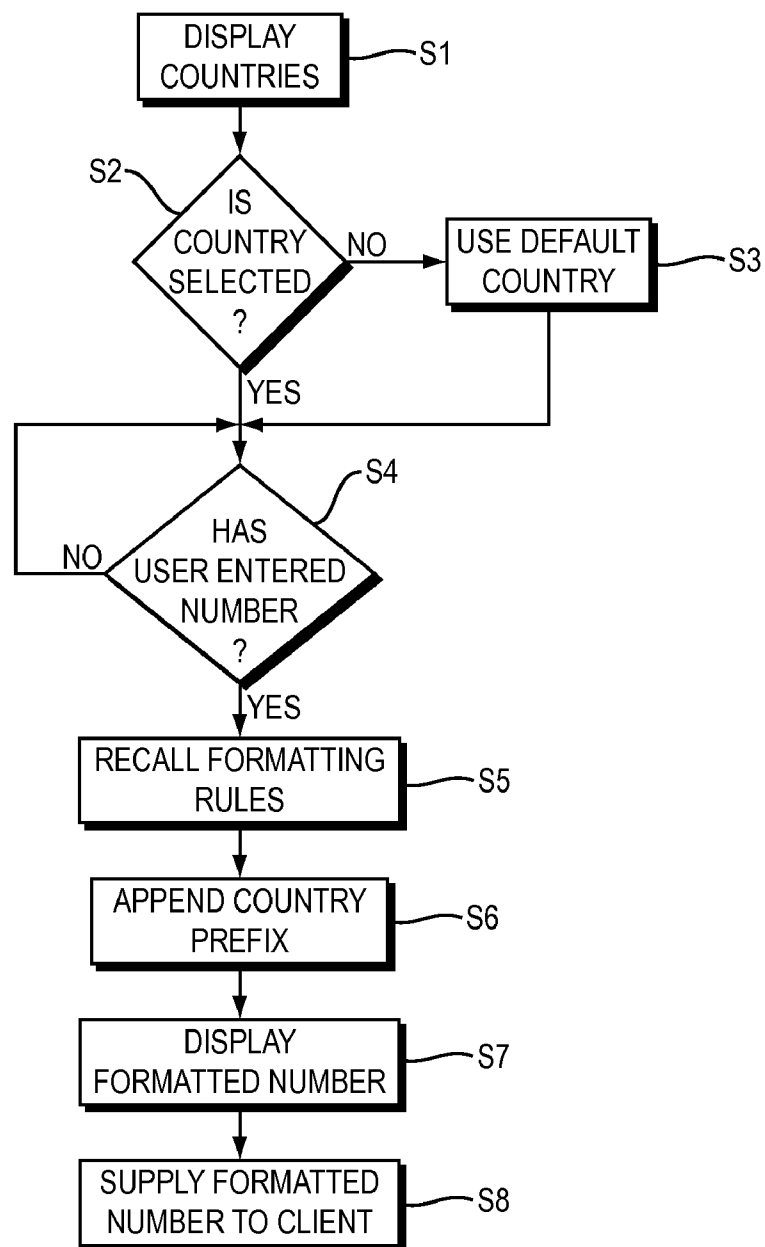 DISPLAY
COUNTRIES
S1
S2
IS
COUNTRY
SELECTED
?
NO
USE DEFAULT
COUNTRY
S3
YES
S4
HAS
USER ENTERED
NUMBER
?
NO
YES
RECALL FORMATTING
RULES
S5
APPEND COUNTRY
PREFIX
S6
DISPLAY
FORMATTED NUMBER
S7
SUPPLY FORMATTED
NUMBER TO CLIENT
S8